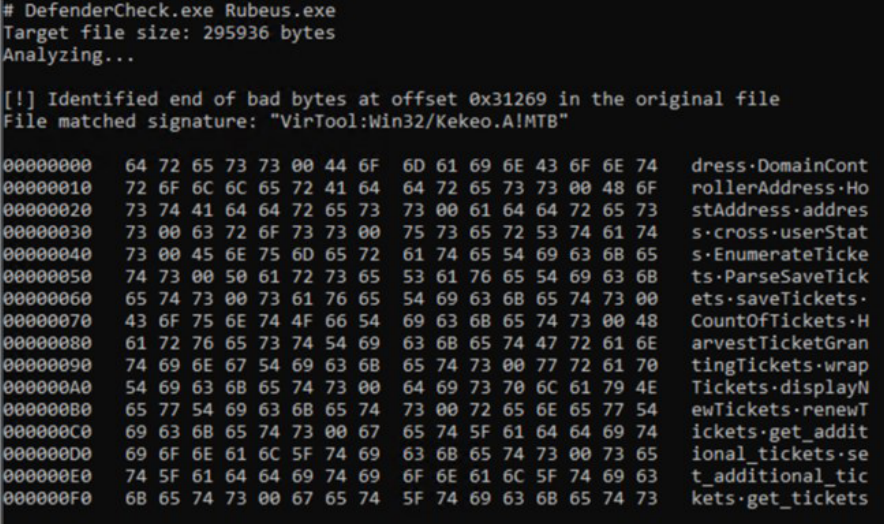 # DefenderCheck.exe Rubeus.exe
Target file size: 295936 bytes
Analyzing...
[!] Identified end of bad bytes at offset 0x31269 in the original file
File matched signature: "VirTool:Win32/Kekeo.A!MTB"
00000000   64 72 65 73 73 00 44 6F  6D 61 69 6E 43 6F 6E 74   dress·DomainCont
00000010   72 6F 6C 6C 65 72 41 64  64 72 65 73 73 00 48 6F   rollerAddress·Ho
00000020   73 74 41 64 64 72 65 73  73 00 61 64 64 72 65 73   stAddress·addres
00000030   73 00 63 72 6F 73 73 00  75 73 65 72 53 74 61 74   s·cross·userStat
00000040   73 00 45 6E 75 6D 65 72  61 74 65 54 69 63 6B 65   s·EnumerateTicke
00000050   74 73 00 50 61 72 73 65  53 61 76 65 54 69 63 6B   ts·ParseSaveTick
00000060   65 74 73 00 73 61 76 65  54 69 63 6B 65 74 73 00   ets·saveTickets·
00000070   43 6F 75 6E 74 4F 66 54  69 63 6B 65 74 73 00 48   CountOfTickets·H
00000080   61 72 76 65 73 74 54 69  63 6B 65 74 47 72 61 6E   arvestTicketGran
00000090   74 69 6E 67 54 69 63 6B  65 74 73 00 77 72 61 70   tingTickets·wrap
000000A0   54 69 63 6B 65 74 73 00  64 69 73 70 6C 61 79 4E   Tickets·displayN
000000B0   65 77 54 69 63 6B 65 74  73 00 72 65 6E 65 77 54   ewTickets·renewT
000000C0   69 63 6B 65 74 73 00 67  65 74 5F 61 64 64 69 74   ickets·get_addit
000000D0   69 6F 6E 61 6C 5F 74 69  63 6B 65 74 73 00 73 65   ional_tickets·se
000000E0   74 5F 61 64 64 69 74 69  6F 6E 61 6C 5F 74 69 63   t_additional_tic
000000F0   6B 65 74 73 00 67 65 74  5F 74 69 63 6B 65 74 73   kets·get_tickets